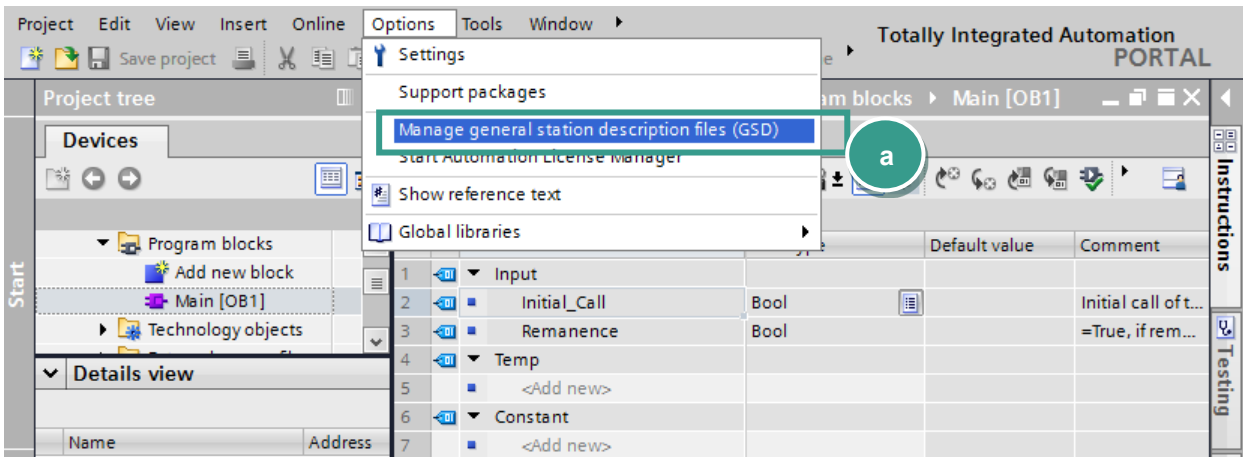 Project Edit View Insert Online Options Tools Window
Totally Integrated Automation
PORTAL
Save project
Settings
Support packages
Manage general station description files (GSD)
Start Automation License Manager
Show reference text
Global libraries
a
Project tree
blocks Main [OB1]
Devices
Program blocks
Add new block
Main [OB1]
Technology objects
Details view
Name Address
Default value Comment
1 Input
2 Initial_Call Bool Initial call of t...
3 Remanence Bool =True, if rem...
4 Temp
5 <Add new>
6 Constant
7 <Add new>
Start
Instructions
Testing